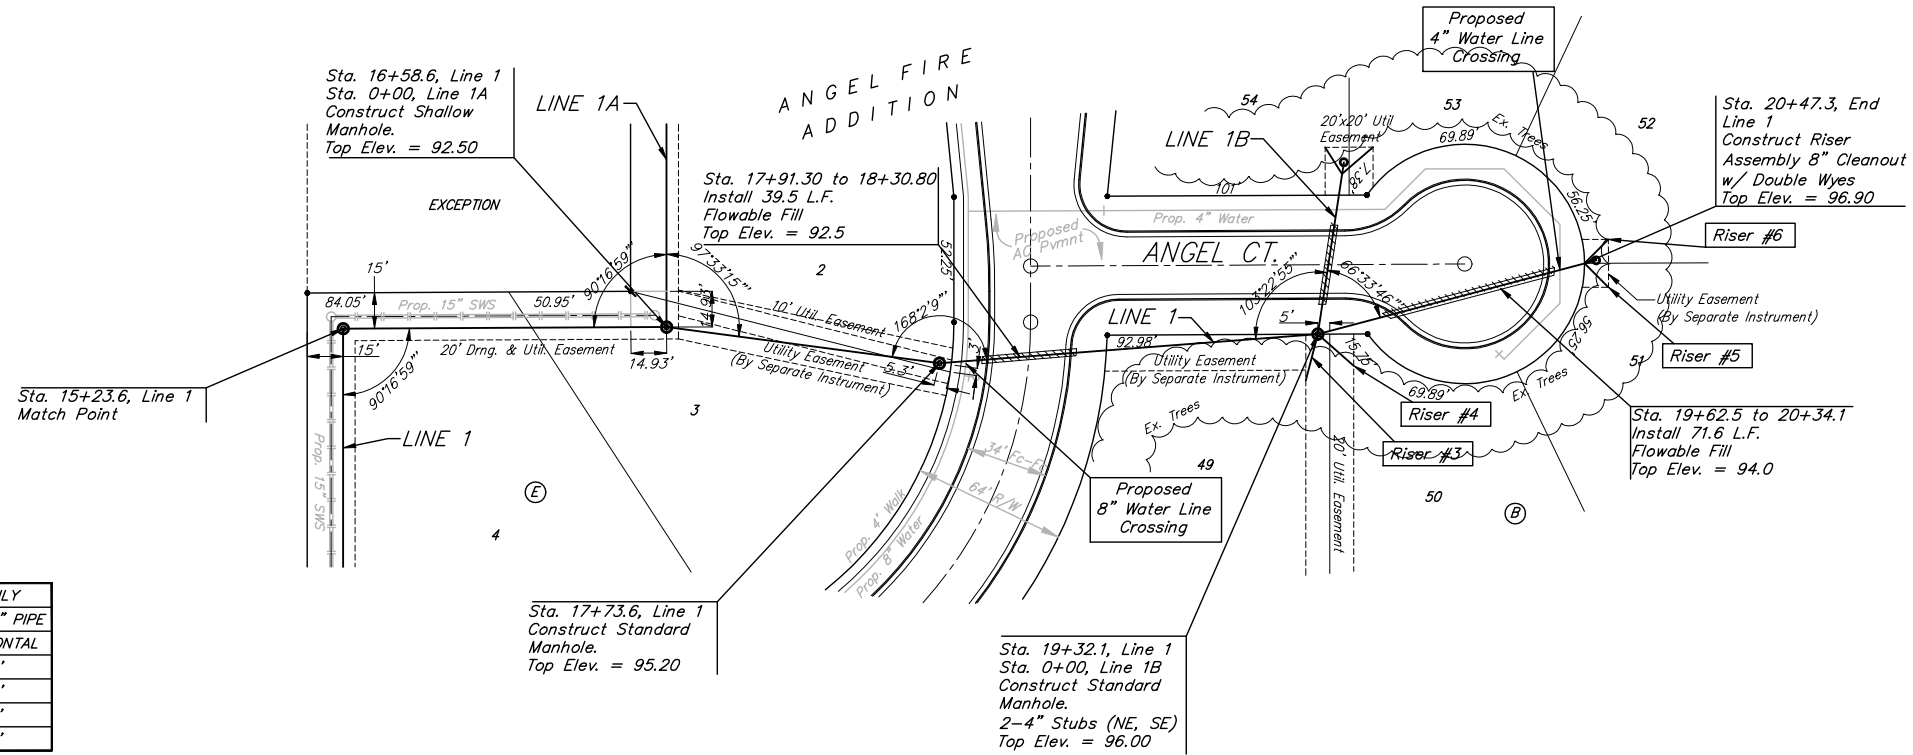 Proposed
4" Water Line
Crossing
ANGEL FIRE
ADDITION
Sta. 16+58.6, Line 1
Sta. 0+00, Line 1A
Construct Shallow
Manhole.
Top Elev. = 92.50
LINE 1A
54
53
52
20'x20' Util
Easement
Ex. Trees
69.89'
Sta. 20+47.3, End
Line 1
Construct Riser
Assembly 8" Cleanout
w/ Double Wyes
Top Elev. = 96.90
LINE 1B
Sta. 17+91.30 to 18+30.80
Install 39.5 L.F.
Flowable Fill
Top Elev. = 92.5
EXCEPTION
7.38'
101'
56.25
Prop. 4" Water
Proposed
AC Pvmnt
ANGEL CT.
Riser #6
52.25'
2
90°16'59"'
97°33'15"'
15'
84.05'
Prop. 15" SWS
50.95'
14.93'
10' Util. Easement
168°2'9"'
103°22'55"'
66°33'46"'
LINE 1
5'
Utility Easement
(By Separate Instrument)
15'
20' Drng. & Util. Easement
14.93'
Utility Easement
(By Separate Instrument)
5.3'
92.98'
Utility Easement
(By Separate Instrument)
15.75'
56.25
51
Riser #5
90°16'59"'
Sta. 15+23.6, Line 1
Match Point
3
69.89'
Ex. Trees
Riser #4
Ex. Trees
Sta. 19+62.5 to 20+34.1
Install 71.6 L.F.
Flowable Fill
Top Elev. = 94.0
LINE 1
Prop. 15" SWS
34' Fc-Fc
Riser #3
20' Util. Easement
49
50
64' R/W
E
B
4
Proposed
8" Water Line
Crossing
Prop. 4' Walk
Prop. 8" Water
Sta. 17+73.6, Line 1
Construct Standard
Manhole.
Top Elev. = 95.20
Sta. 19+32.1, Line 1
Sta. 0+00, Line 1B
Construct Standard
Manhole.
2-4" Stubs (NE, SE)
Top Elev. = 96.00
LY
" PIPE
ONTAL
'
'
'
'